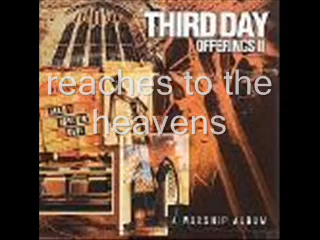 THIRD DAY
OFFERINGS II
reaches to the
heavens
A WORSHIP ALBUM